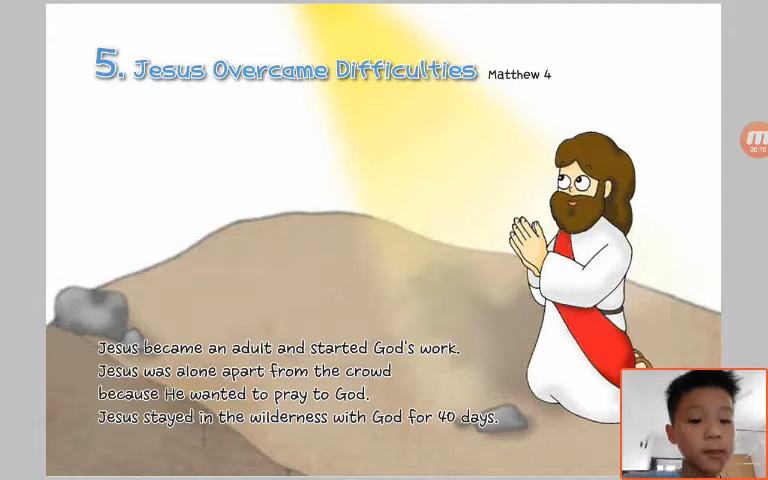 5. Jesus Overcame Difficulties Matthew 4
Jesus became an adult and started God's work.
Jesus was alone apart from the crowd
because He wanted to pray to God.
Jesus stayed in the wilderness with God for 40 days.